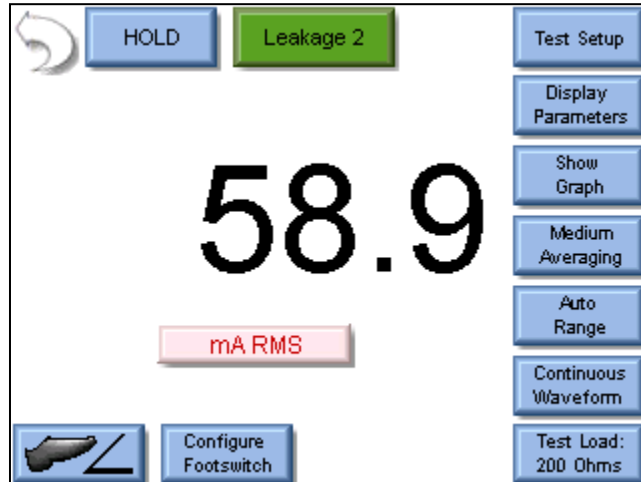 HOLD
Leakage 2
Test Setup
Display
Parameters
Show
Graph
58.9
Medium
Averaging
Auto
Range
mA RMS
Continuous
Waveform
Configure
Footswitch
Test Load:
200 Ohms